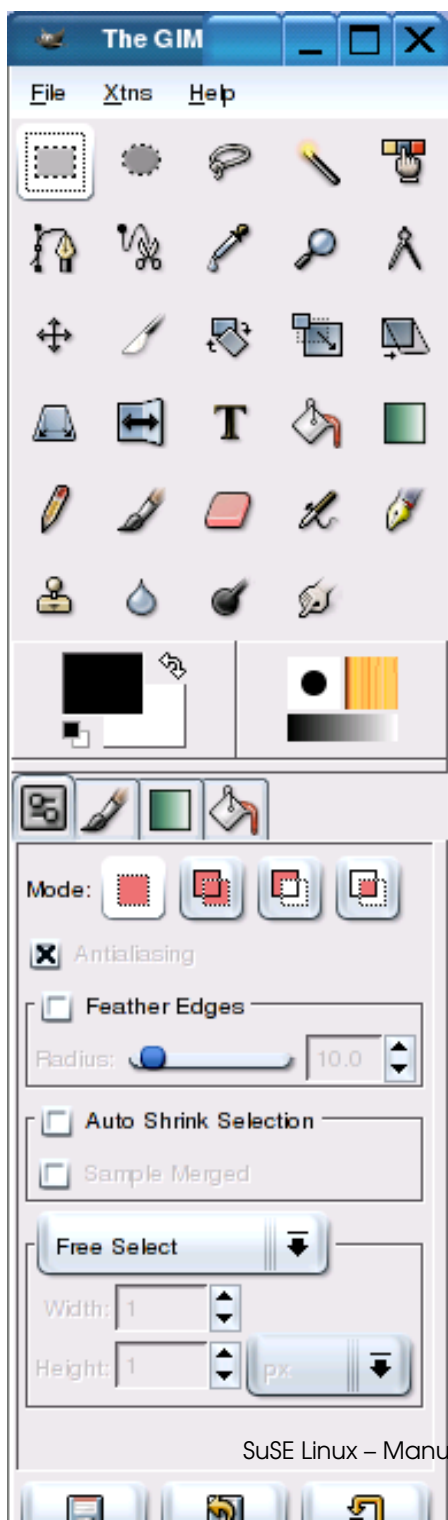 The GIM
File Xtns Help
Mode:
Antialiasing
Feather Edges
Radius: 10.0
Auto Shrink Selection
Sample Merged
Free Select
Width: 1
Height: 1 px
SuSE Linux – Manu